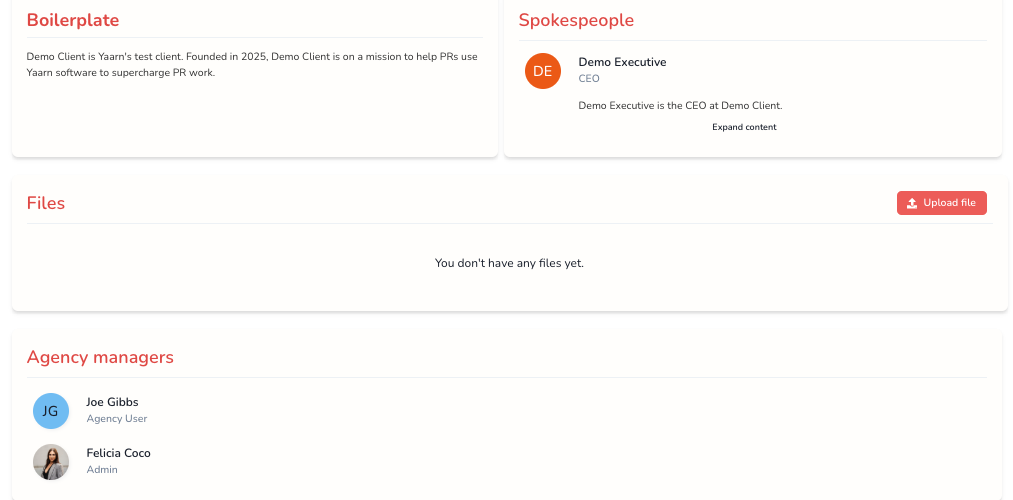 Boilerplate
Demo Client is Yaarn's test client. Founded in 2025, Demo Client is on a mission to help PRs use
Yaarn software to supercharge PR work.
Spokespeople
DE
Demo Executive
CEO
Demo Executive is the CEO at Demo Client.
Expand content
Files
Upload file
You don't have any files yet.
Agency managers
JG
Joe Gibbs
Agency User
Felicia Coco
Admin